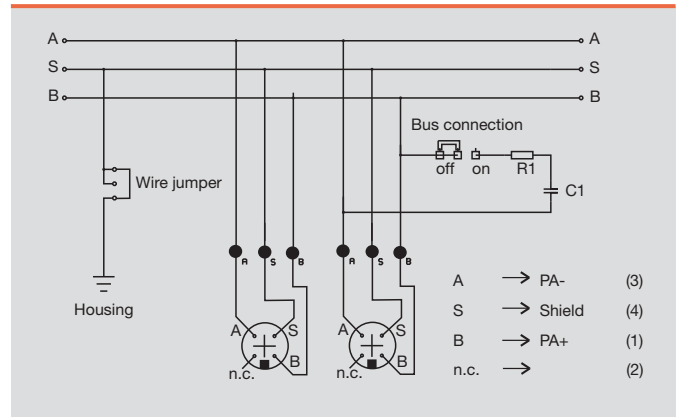 A A
S S
B B
Bus connection
off on R1
C1
Wire jumper
A S B A S B
Housing
A → PA- (3)
S → Shield (4)
B → PA+ (1)
n.c. → (2)
A S A S
B B
n.c. n.c.